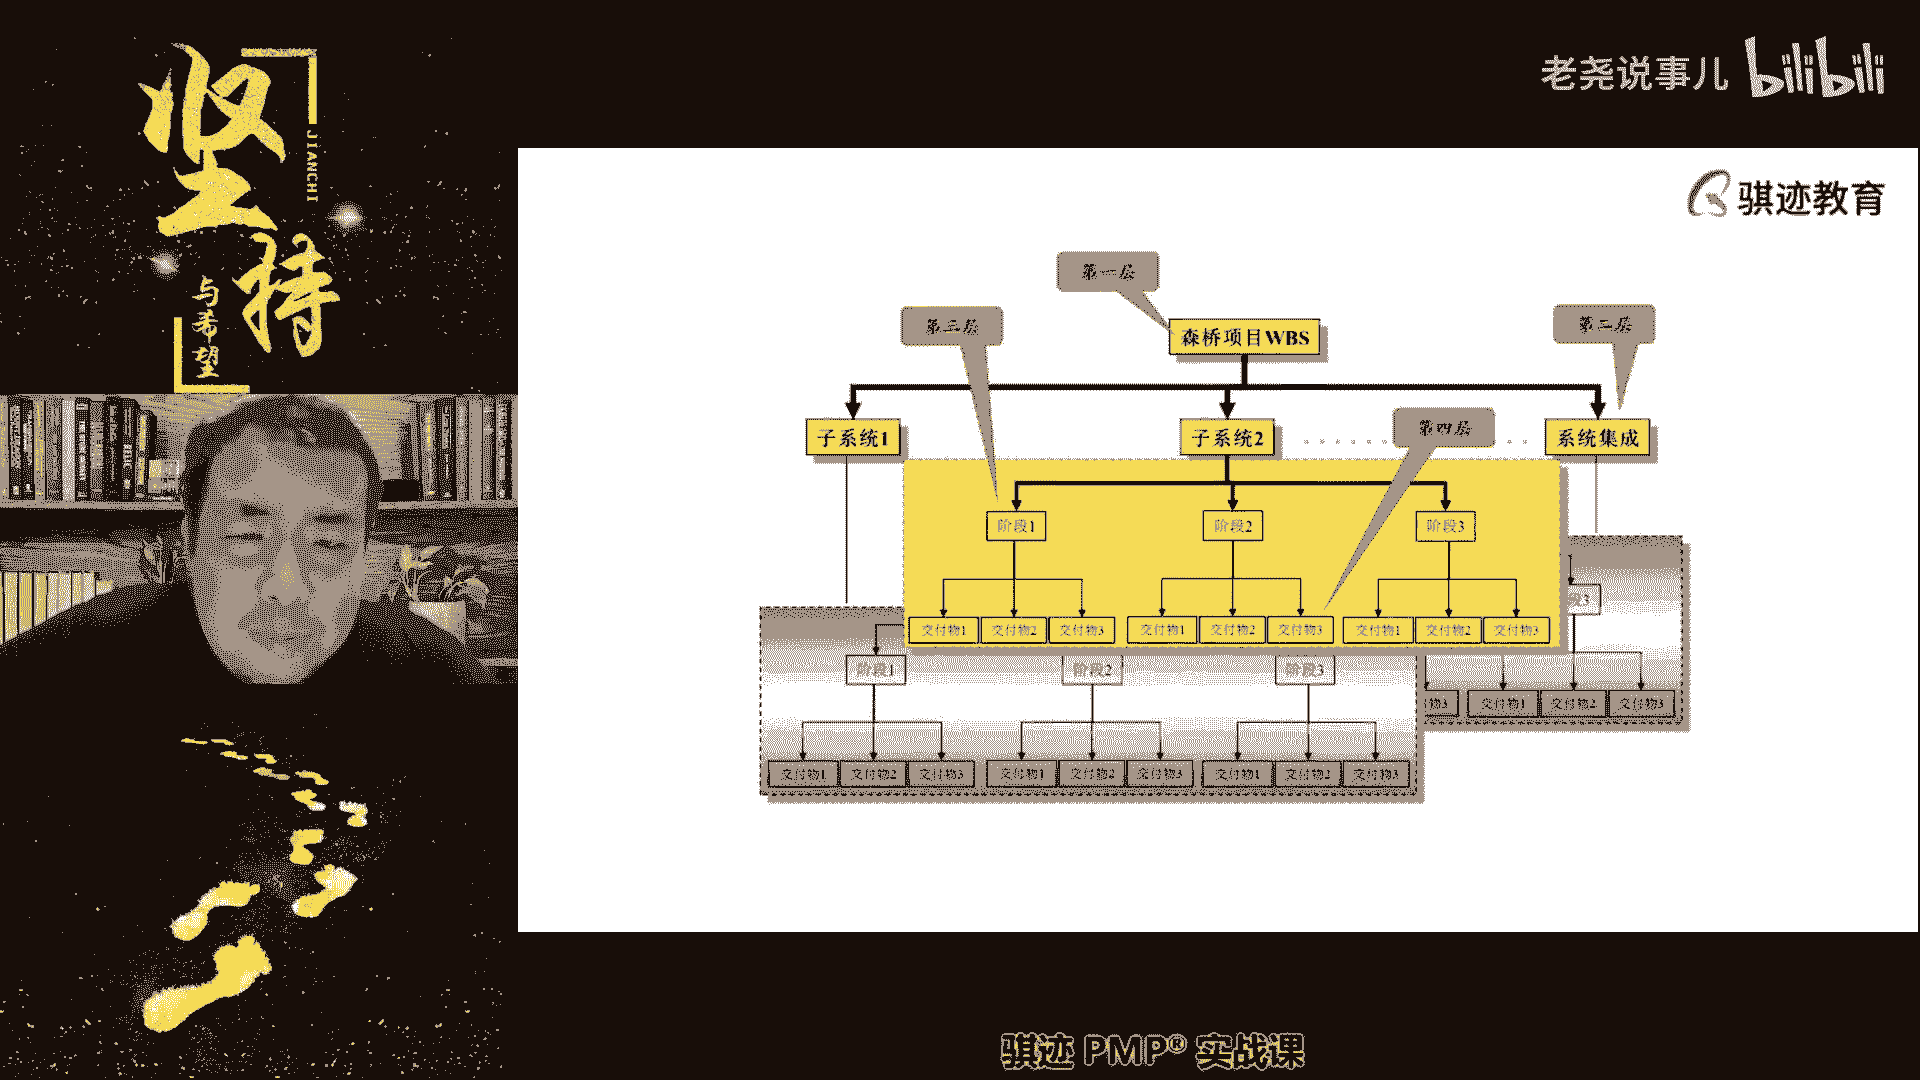 坚持
JIANCHI
与希望
老尧说事儿 bilibili
骐迹教育
第一层
第三层
第二层
森桥项目WBS
子系统1 子系统2 系统集成
第四层
阶段1 阶段2 阶段3
交付物1 交付物2 交付物3 交付物1 交付物2 交付物3 交付物1 交付物2 交付物3
段3
阶段1 阶段2 阶段3
物3 交付物1 交付物2 交付物3
交付物1 交付物2 交付物3 交付物1 交付物2 交付物3 交付物1 交付物2 交付物3
骐迹 PMP® 实战课